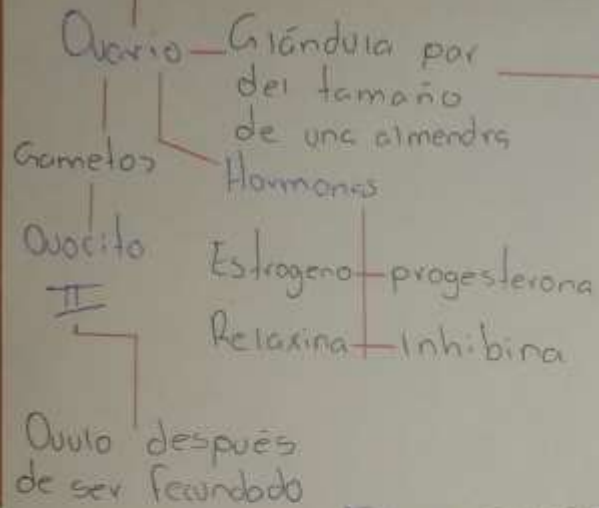 Ovario
Glándula par
del tamaño
de una almendra
Gametos
Hormonas
Ovocito
II
Estrogeno
progesterona
Relaxina
Inhibina
Ovulo después
de ser fecundado